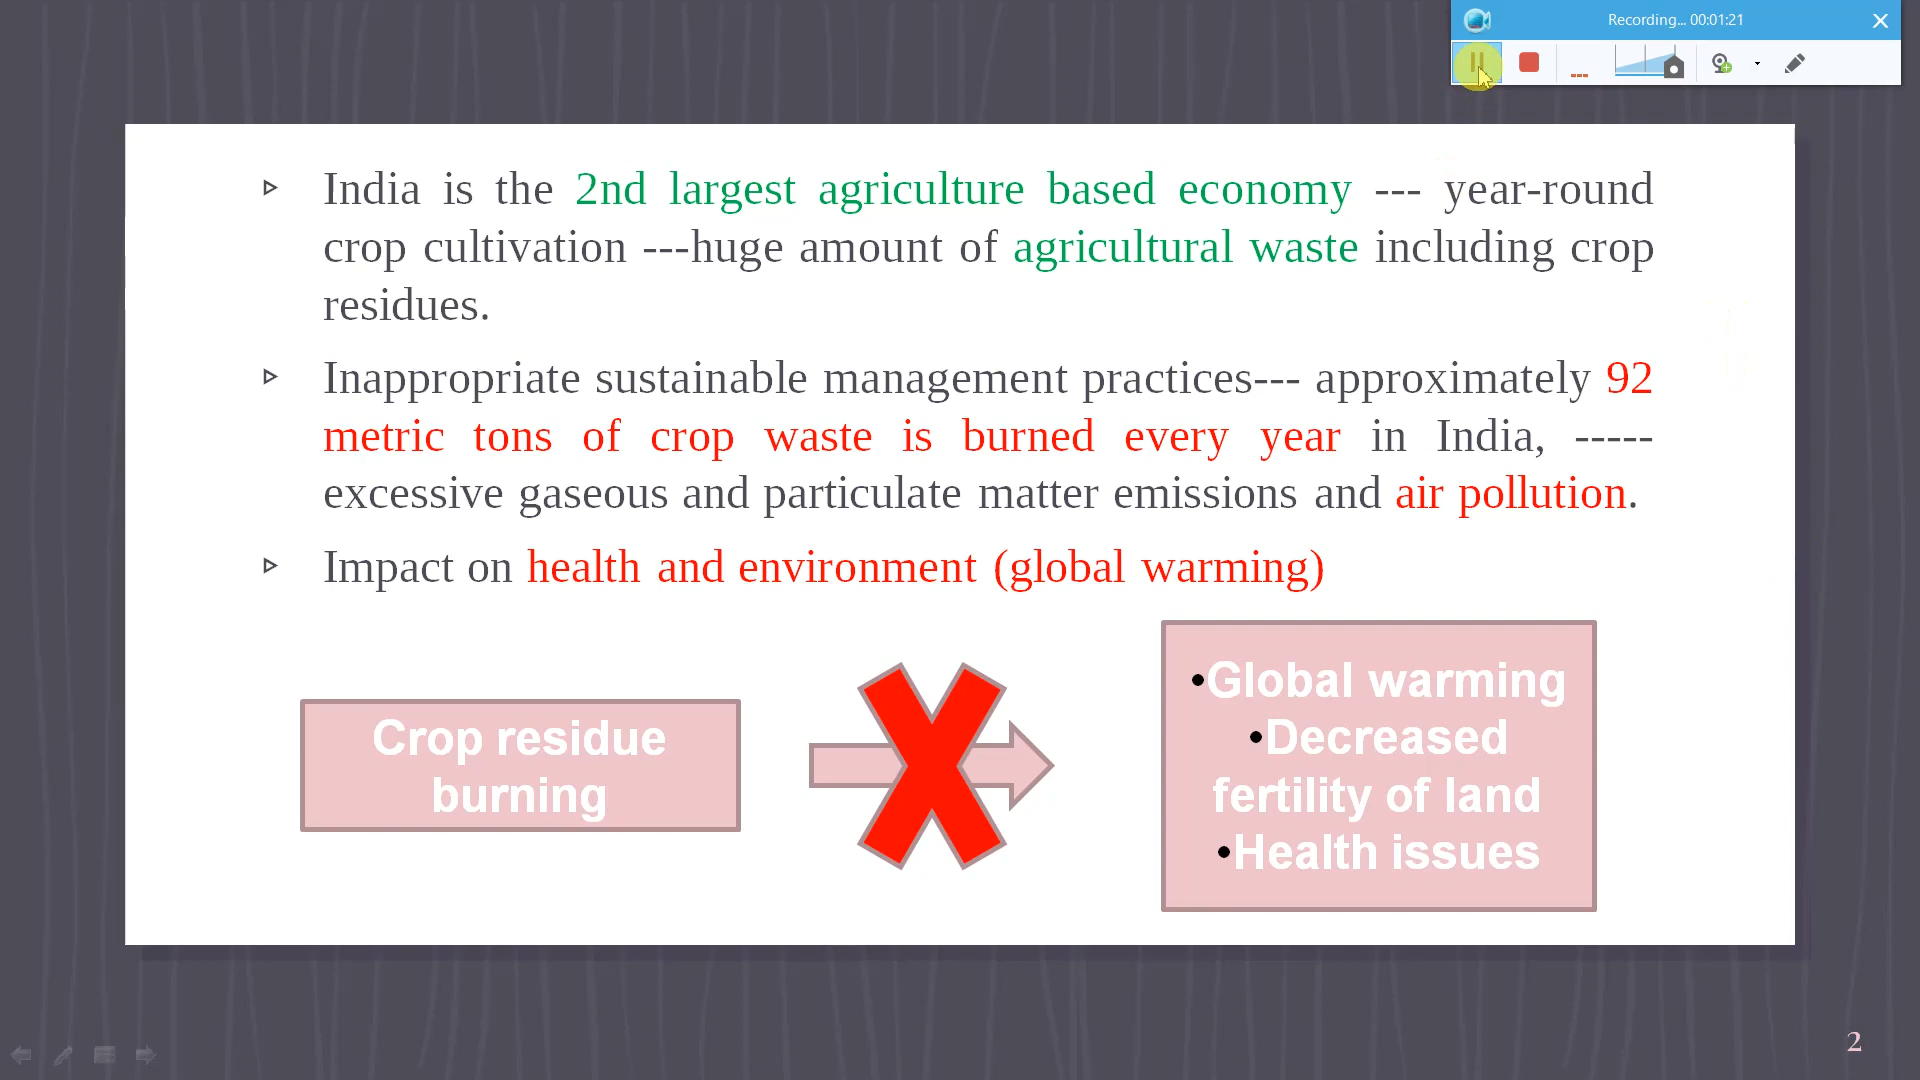 Recording... 00:01:21
India is the 2nd largest agriculture based economy --- year-round
crop cultivation ---huge amount of agricultural waste including crop
residues.
Inappropriate sustainable management practices--- approximately 92
metric tons of crop waste is burned every year in India, -----
excessive gaseous and particulate matter emissions and air pollution.
Impact on health and environment (global warming)
Crop residue
burning
•Global warming
•Decreased
fertility of land
•Health issues
2